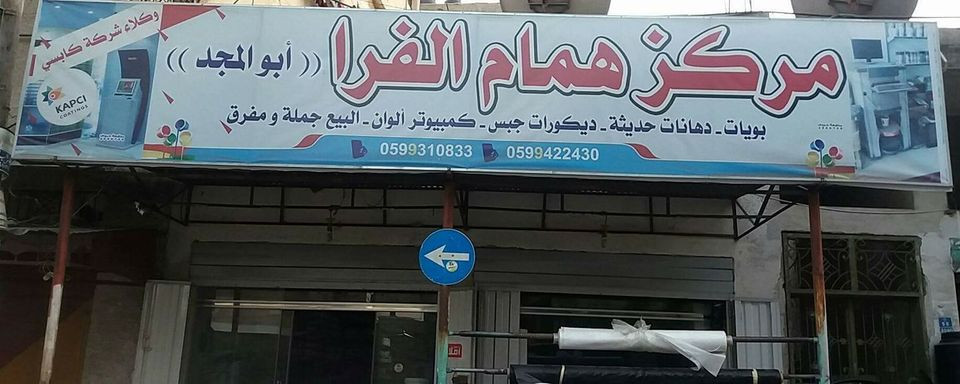 وكلاء شركة كابسي
KAPCI
COATINGS
مركز همام الفرا (( أبو المجد ))
بويات - دهانات حديثة - ديكورات جبس - كمبيوتر ألوان - البيع جملة و مفرق
0599310833 0599422430